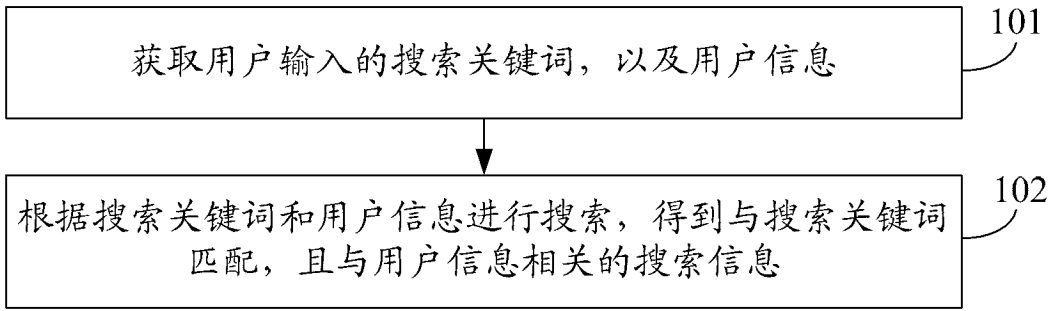 获取用户输入的搜索关键词，以及用户信息
101
根据搜索关键词和用户信息进行搜索，得到与搜索关键词
匹配，且与用户信息相关的搜索信息
102